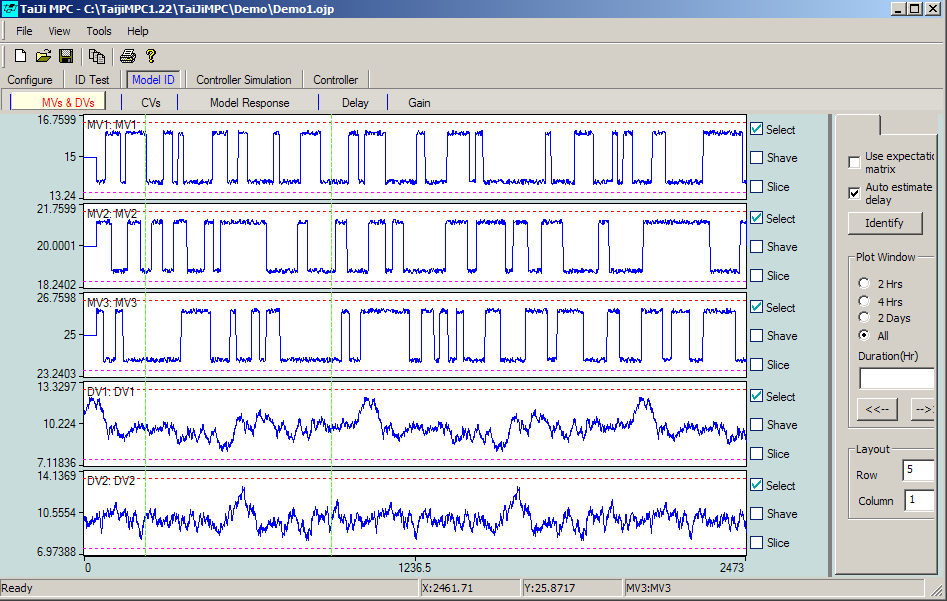 TaiJi MPC - C:\TaijiMPC1.22\TaiJiMPC\Demo\Demo1.ojp
File View Tools Help
Configure ID Test Model ID Controller Simulation Controller
MVs & DVs CVs Model Response Delay Gain
16.7599
MV1: MV1
15
13.24
Select
Shave
Slice
21.7599
MV2: MV2
20.0001
18.2402
Select
Shave
Slice
26.7598
MV3: MV3
25
23.2403
Select
Shave
Slice
13.3297
DV1: DV1
10.224
7.11836
Select
Shave
Slice
14.1369
DV2: DV2
10.5554
6.97388
Select
Shave
Slice
0 1236.5 2473
Use expectatic
matrix
Auto estimate
delay
Identify
Plot Window
2 Hrs
4 Hrs
2 Days
All
Duration(Hr)
<<-- -->:
Layout
Row 5
Column 1
Ready X:2461.71 Y:25.8717 MV3:MV3